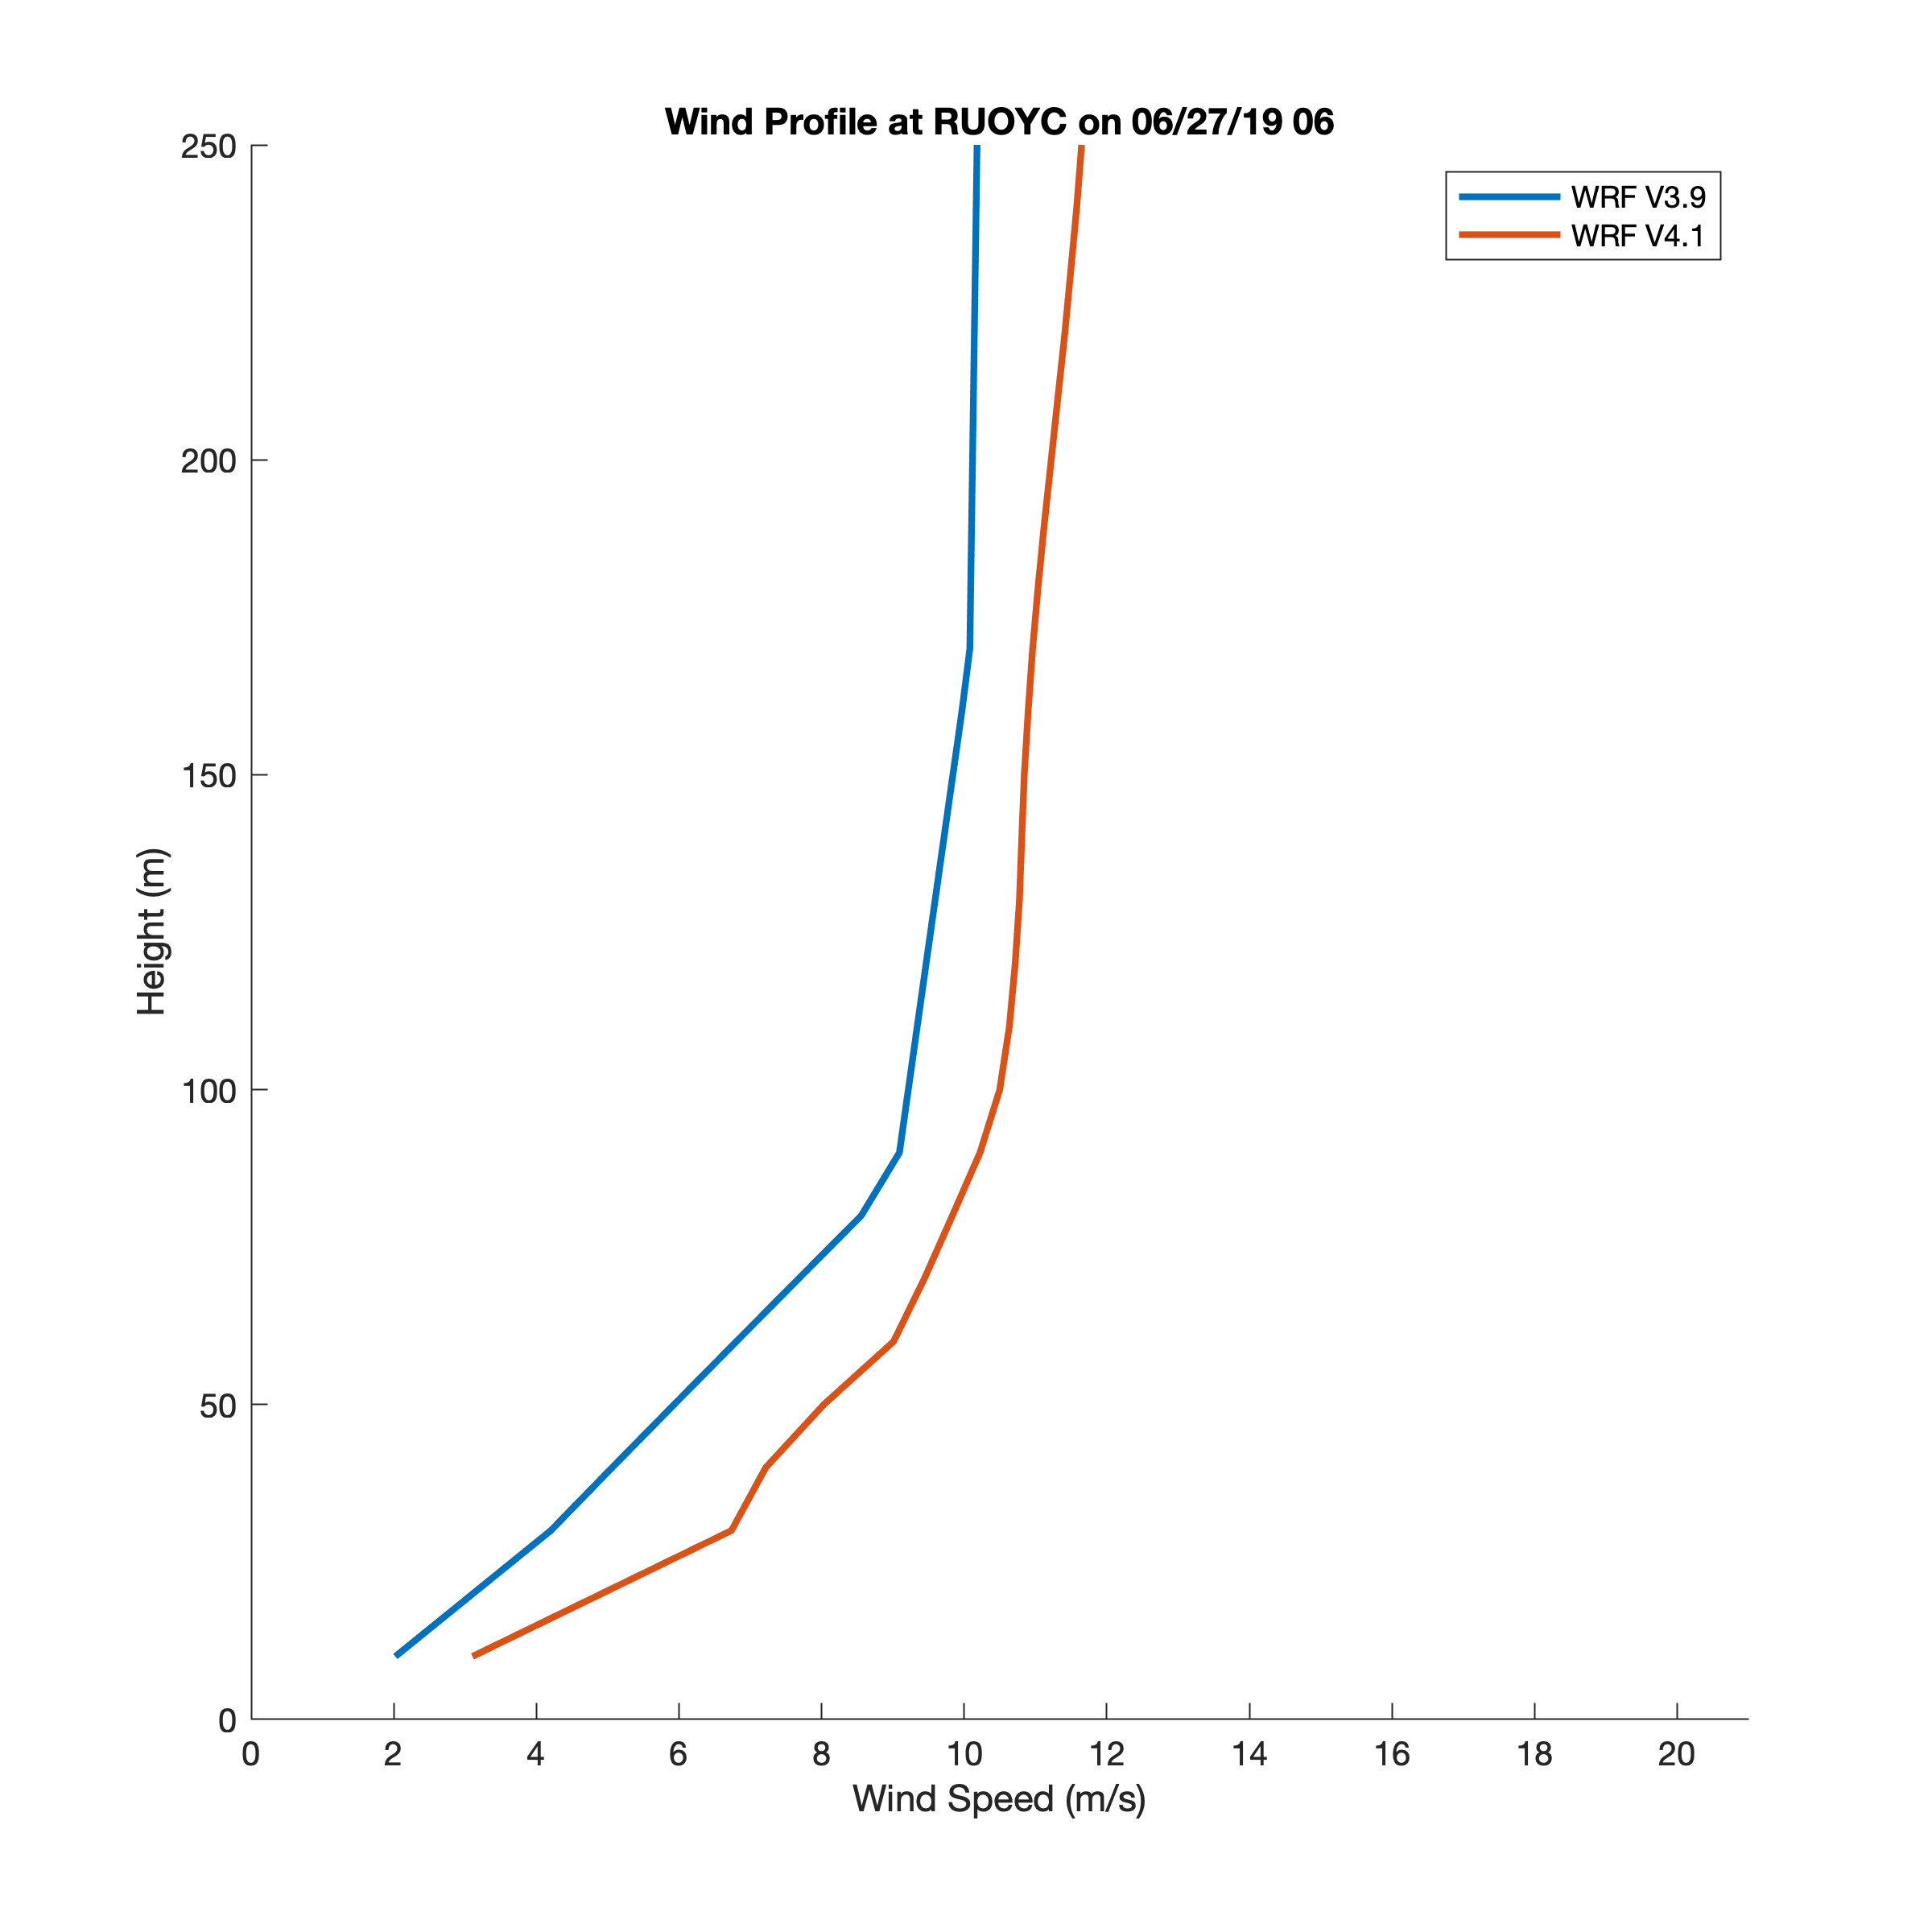 Wind Profile at RUOYC on 06/27/19 06
WRF V3.9
WRF V4.1
250
200
150
100
50
0
Height (m)
0 2 4 6 8 10 12 14 16 18 20
Wind Speed (m/s)